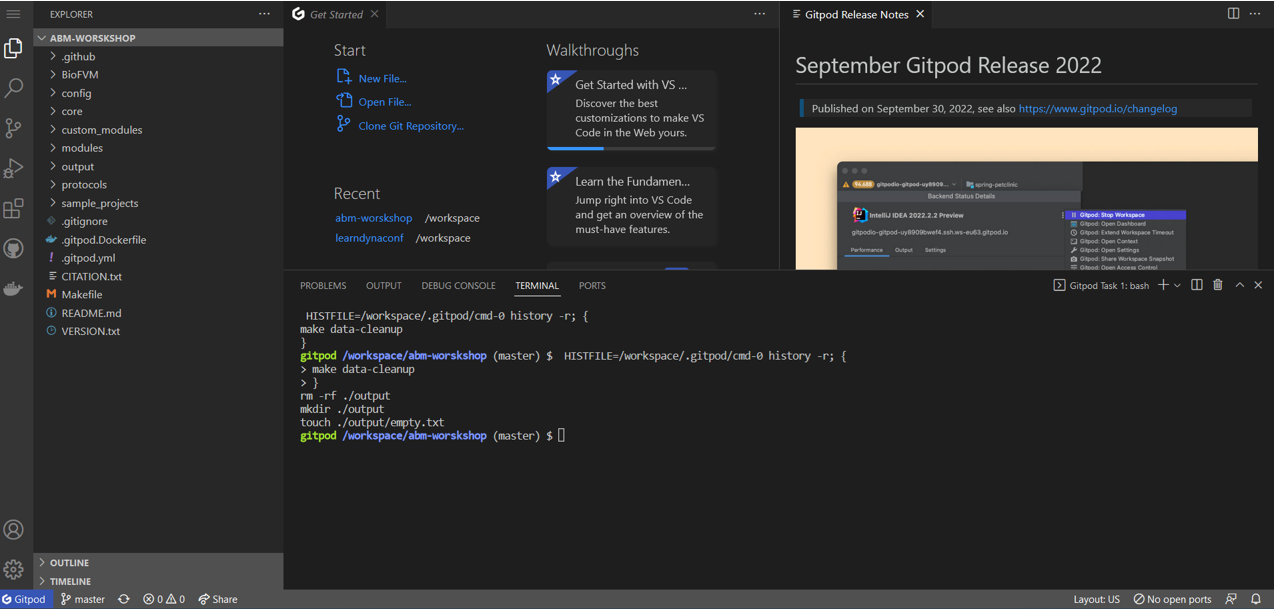 EXPLORER
ABM-WORSKSHOP
.github
BioFVM
config
core
custom_modules
modules
output
protocols
sample_projects
.gitignore
.gitpod.Dockerfile
.gitpod.yml
CITATION.txt
Makefile
README.md
VERSION.txt
OUTLINE
TIMELINE
Get Started
Start
New File...
Open File...
Clone Git Repository...
Recent
abm-worskshop /workspace
learndynaconf /workspace
Walkthroughs
Get Started with VS ...
Discover the best
customizations to make VS
Code in the Web yours.
Learn the Fundamen...
Jump right into VS Code
and get an overview of the
must-have features.
Gitpod Release Notes
September Gitpod Release 2022
Published on September 30, 2022, see also https://www.gitpod.io/changelog
94.688 gitpodio-gitpod-uy8909... spring-petclinic
Backend Status Details
IntelliJ IDEA 2022.2.2 Preview
gitpodio-gitpod-uy8909bwef4.ssh.ws-eu63.gitpod.io
Performance Output Settings
Gitpod: Stop Workspace
Gitpod: Open Dashboard
Gitpod: Extend Workspace Timeout
Gitpod: Open Context
Gitpod: Open Settings
Gitpod: Share Workspace Snapshot
Gitpod: Open Access Control
PROBLEMS OUTPUT DEBUG CONSOLE TERMINAL PORTS
Gitpod Task 1: bash
HISTFILE=/workspace/.gitpod/cmd-0 history -r; {
make data-cleanup
}
gitpod /workspace/abm-worskshop (master) $ HISTFILE=/workspace/.gitpod/cmd-0 history -r; {
> make data-cleanup
> }
rm -rf ./output
mkdir ./output
touch ./output/empty.txt
gitpod /workspace/abm-worskshop (master) $
Gitpod master 0 0 Share Layout: US No open ports